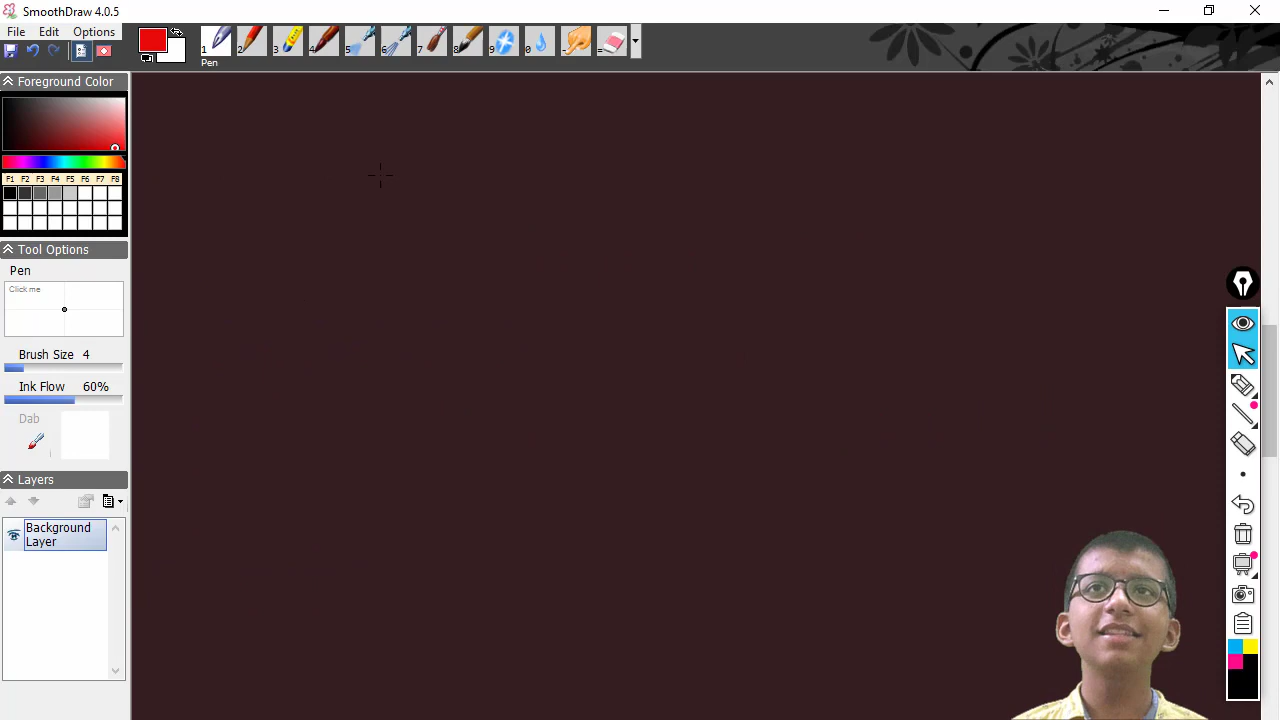 SmoothDraw 4.0.5
File Edit Options
1 2 3 4 5 6 7 8 9 0 - =
Pen
Foreground Color
F1 F2 F3 F4 F5 F6 F7 F8
Tool Options
Pen
Click me
Brush Size 4
Ink Flow 60%
Dab
Layers
Background
Layer